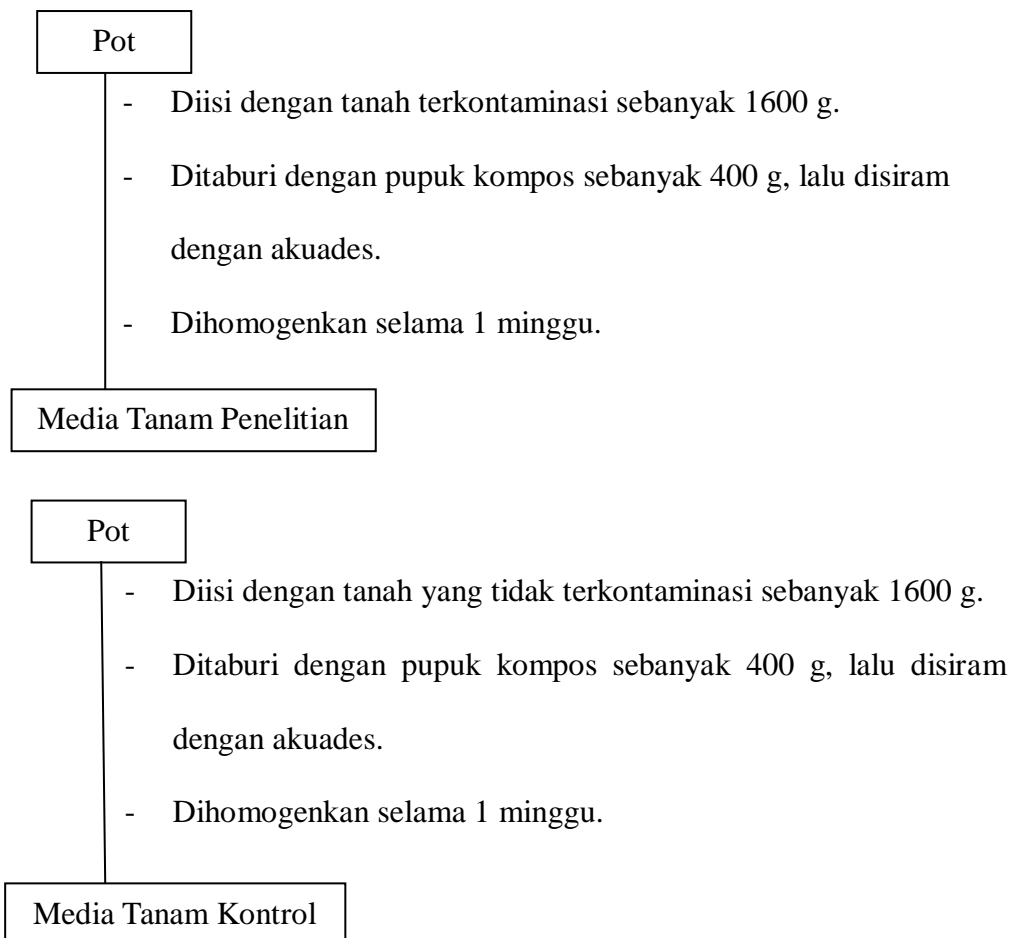 Pot
- Diisi dengan tanah terkontaminasi sebanyak 1600 g.
- Ditaburi dengan pupuk kompos sebanyak 400 g, lalu disiram
dengan akuades.
- Dihomogenkan selama 1 minggu.
Media Tanam Penelitian
Pot
- Diisi dengan tanah yang tidak terkontaminasi sebanyak 1600 g.
- Ditaburi dengan pupuk kompos sebanyak 400 g, lalu disiram
dengan akuades.
- Dihomogenkan selama 1 minggu.
Media Tanam Kontrol